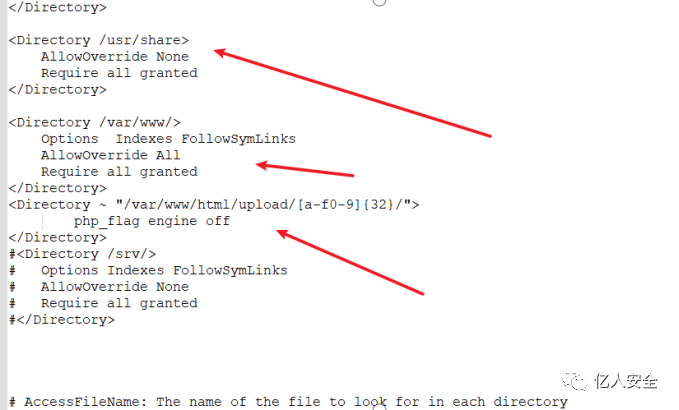 </Directory>
<Directory /usr/share>
    AllowOverride None
    Require all granted
</Directory>
<Directory /var/www/>
    Options  Indexes FollowSymLinks
    AllowOverride All
    Require all granted
</Directory>
<Directory ~ "/var/www/html/upload/[a-f0-9]{32}/">
        php_flag engine off
</Directory>
#<Directory /srv/>
#   Options Indexes FollowSymLinks
#   AllowOverride None
#   Require all granted
#</Directory>
亿人安全
# AccessFileName: The name of the file to look for in each directory